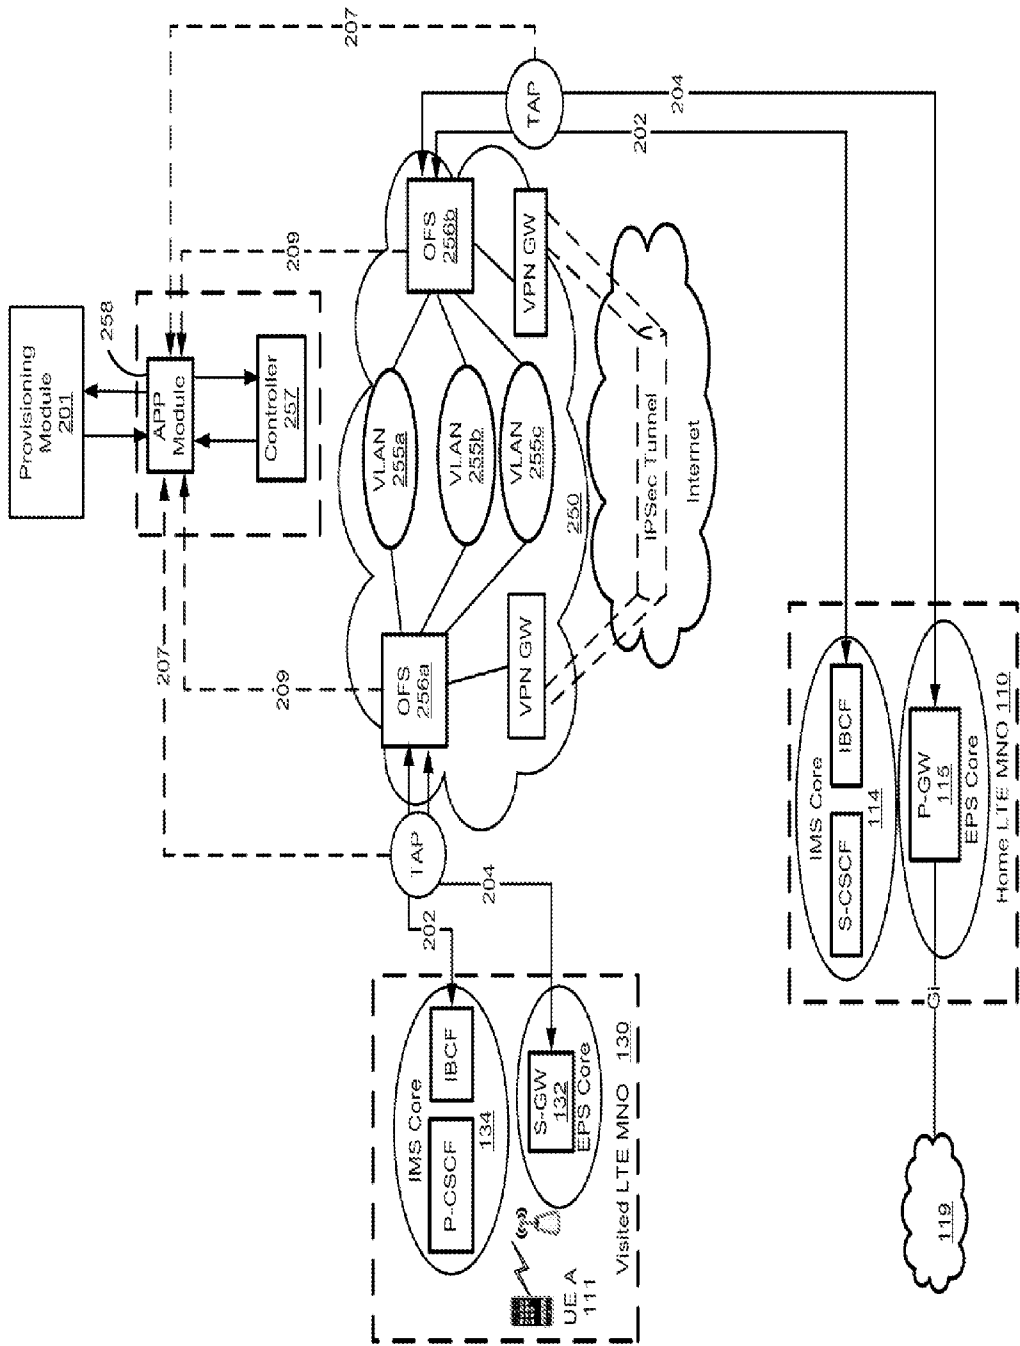 Provisioning
Module
201
258
APP
Module
Controller
257
207
209
207
209
OFS
256a
VLAN
255a
VLAN
255b
VLAN
255c
OFS
256b
VPN GW
VPN GW
250
IPSec Tunnel
Internet
TAP
TAP
202
204
204
202
IMS Core
P-CSCF
IBCF
134
S-GW
132
EPS Core
UE A
111
Visited LTE MNO 130
IMS Core
S-CSCF
IBCF
114
P-GW
115
EPS Core
Home LTE MNO 110
Gi
119